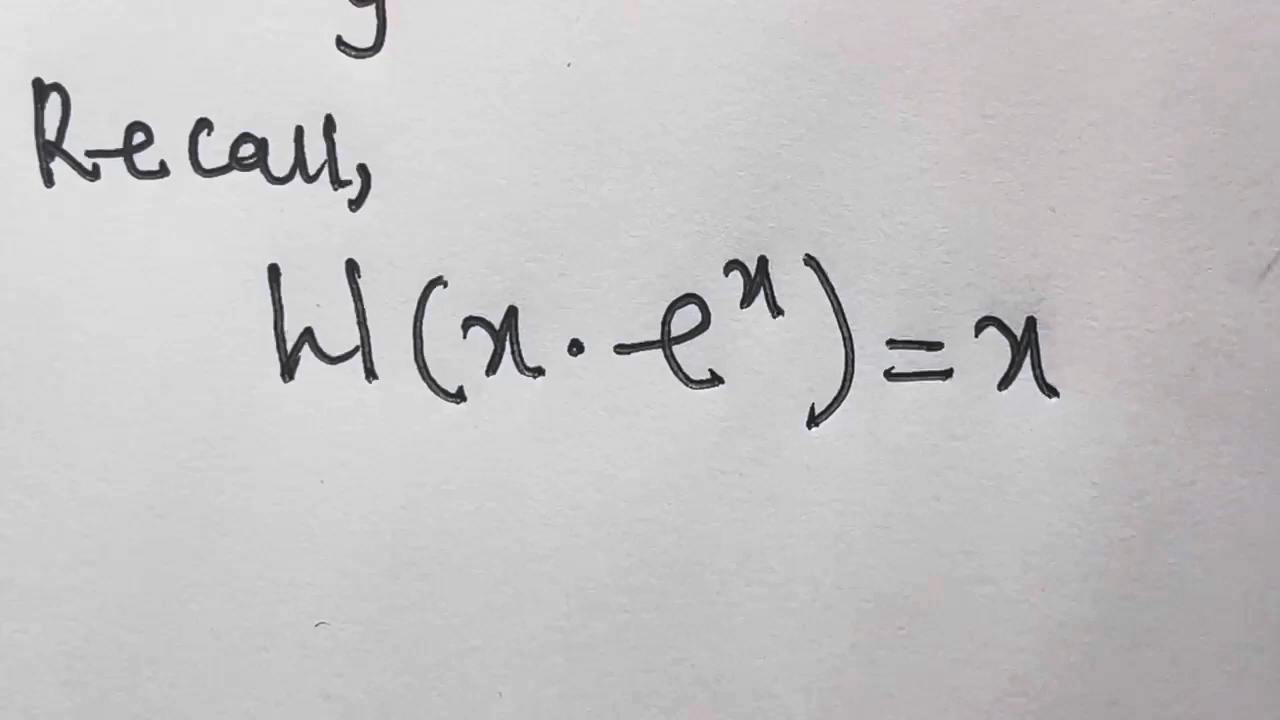 Recall,
W(x · e^x) = x